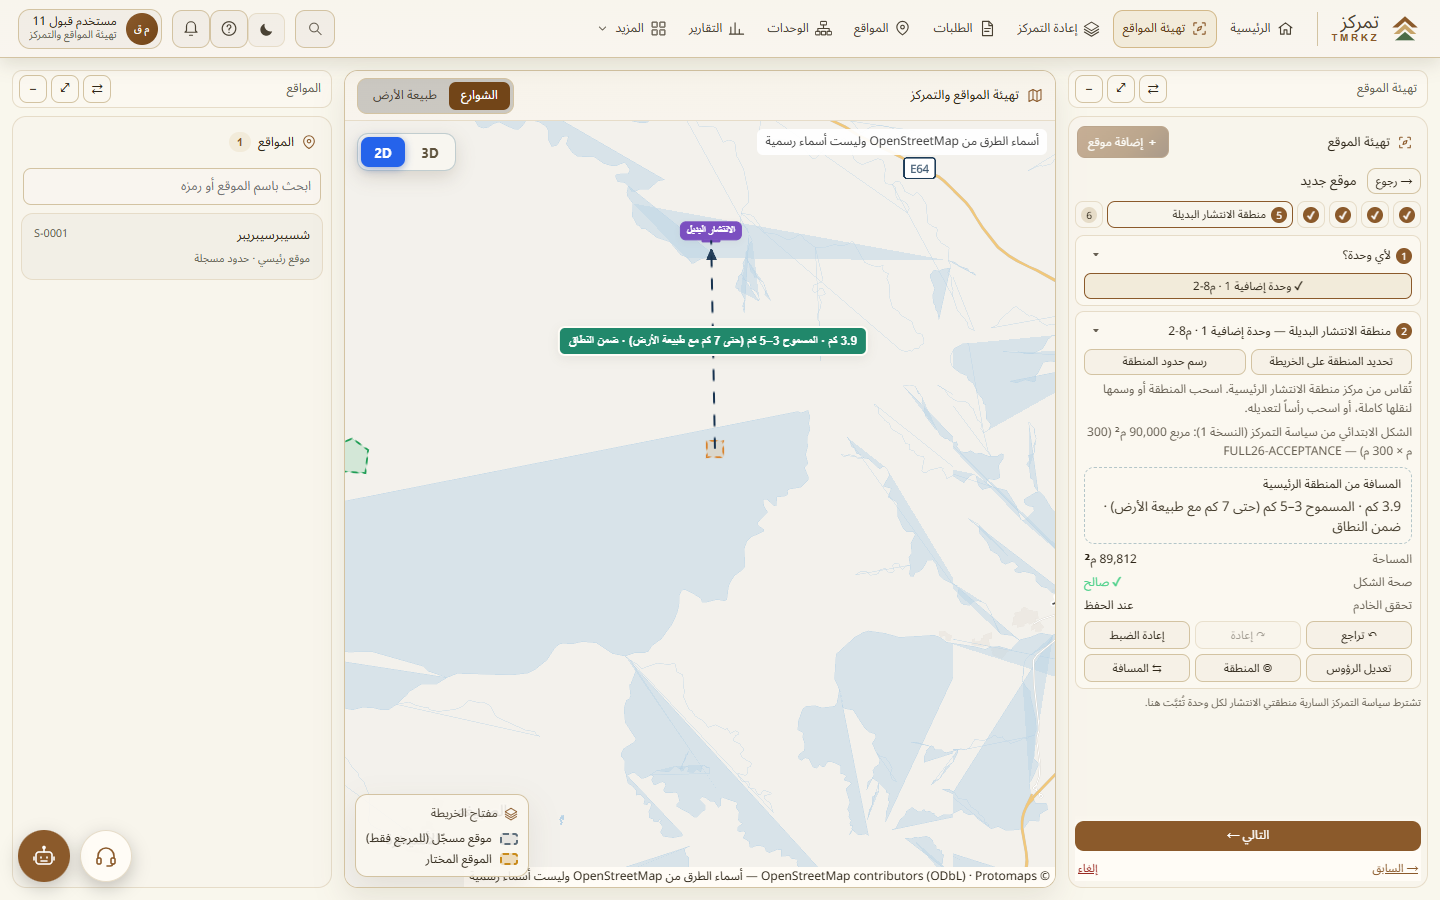 تمركز
TMRKZ
الرئيسية
تهيئة المواقع
إعادة التمركز
الطلبات
المواقع
الوحدات
التقارير
المزيد
مستخدم قبول 11
تهيئة المواقع والتمركز
م ق
تهيئة الموقع
تهيئة الموقع
+ إضافة موقع
→ رجوع
موقع جديد
5 منطقة الانتشار البديلة
6
1 لأي وحدة؟
✓ وحدة إضافية 1 · م8-2
2 منطقة الانتشار البديلة — وحدة إضافية 1 · م8-2
تحديد المنطقة على الخريطة
رسم حدود المنطقة
تُقاس من مركز منطقة الانتشار الرئيسية. اسحب المنطقة أو وسمها
لنقلها كاملة، أو اسحب رأساً لتعديله.
الشكل الابتدائي من سياسة التمركز (النسخة 1): مربع 90,000 م² (300
م × 300 م) — FULL26-ACCEPTANCE
المسافة من المنطقة الرئيسية
3.9 كم · المسموح 3–5 كم (حتى 7 كم مع طبيعة الأرض) ·
ضمن النطاق
المساحة
89,812 م²
صحة الشكل
✓ صالح
تحقق الخادم
عند الحفظ
↶ تراجع
↷ إعادة
إعادة الضبط
تعديل الرؤوس
◎ المنطقة
⇆ المسافة
تشترط سياسة التمركز السارية منطقتي الانتشار لكل وحدة تُثبَّت هنا.
التالي ←
→ السابق
إلغاء
تهيئة المواقع والتمركز
الشوارع
طبيعة الأرض
أسماء الطرق من OpenStreetMap وليست أسماء رسمية
2D
3D
E64
الانتشار البديل
3.9 كم · المسموح 3–5 كم (حتى 7 كم مع طبيعة الأرض) · ضمن النطاق
مفتاح الخريطة
موقع مسجّل (للمرجع فقط)
الموقع المختار
© OpenStreetMap contributors (ODbL) · Protomaps — أسماء الطرق من OpenStreetMap وليست أسماء رسمية
المواقع
المواقع
1
ابحث باسم الموقع أو رمزه
شسيبرسيبريبر
S-0001
موقع رئيسي · حدود مسجلة